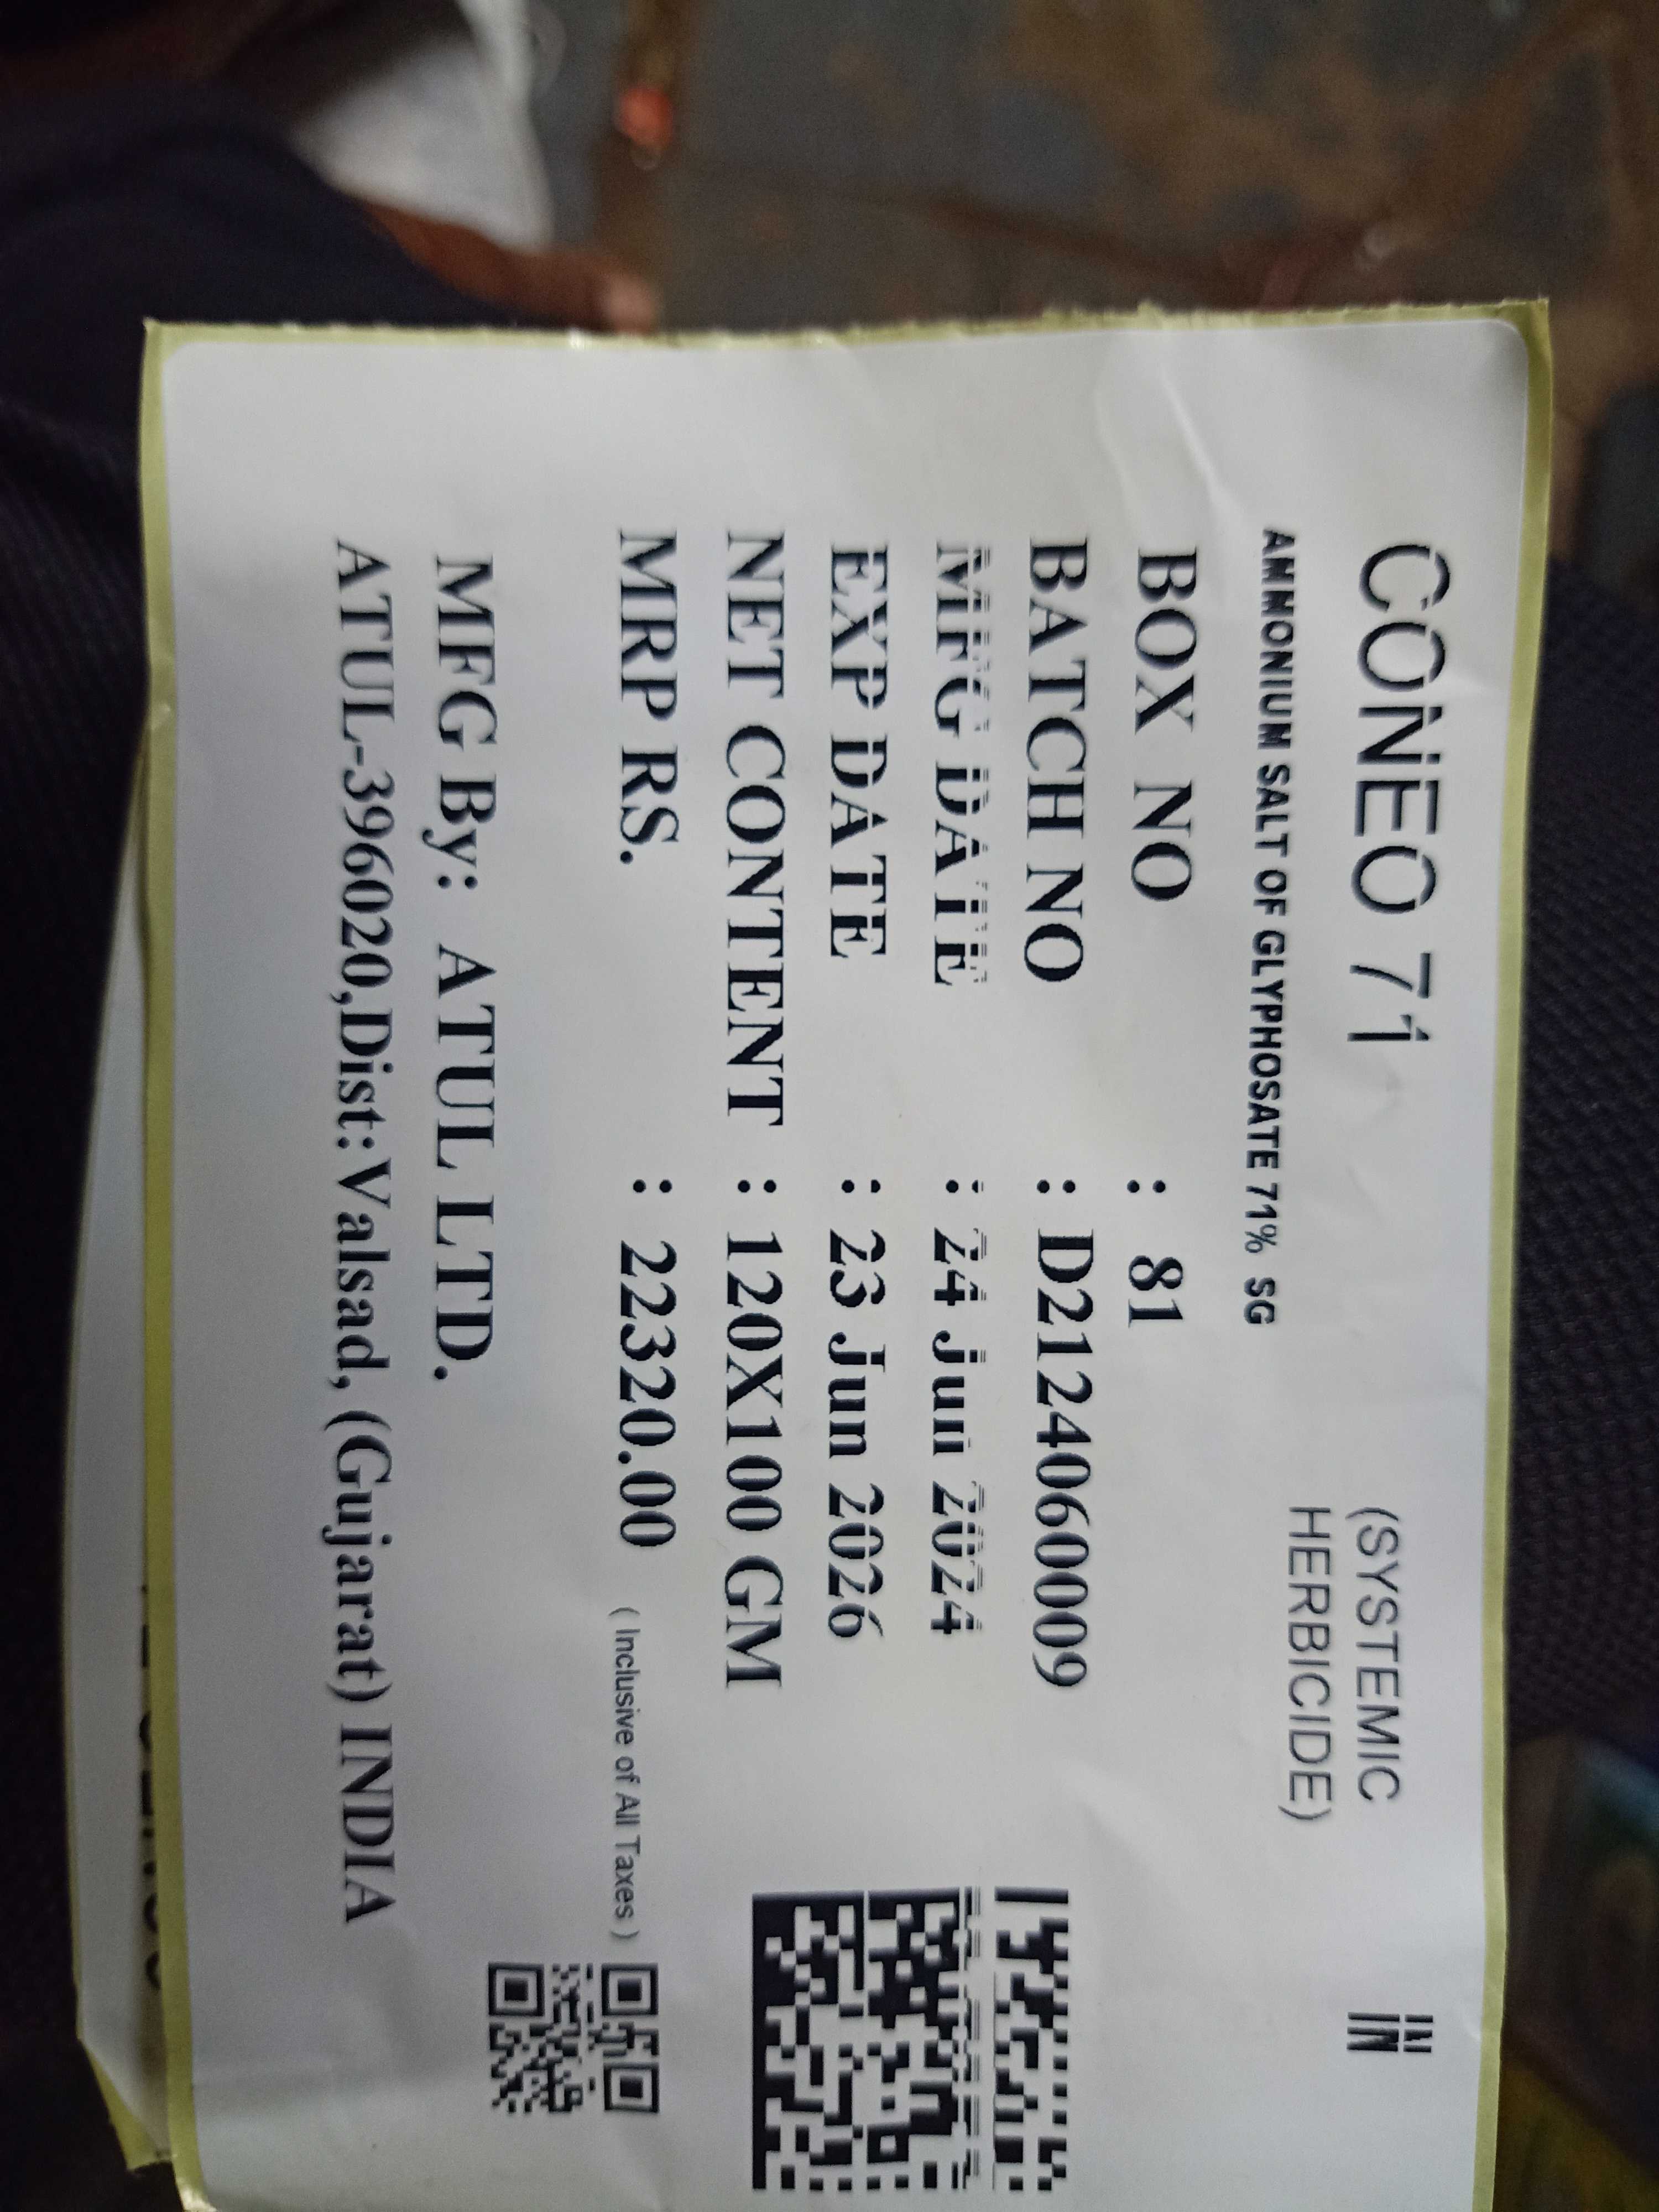 CONEO 71
(SYSTEMIC
HERBICIDE)
IN
AMMONIUM SALT OF GLYPHOSATE 71% SG
BOX NO : 81
BATCH NO : D2124060009
MFG DATE : 24 Jun 2024
EXP DATE : 23 Jun 2026
NET CONTENT : 120X100 GM
MRP RS. : 22320.00 ( Inclusive of All Taxes )
MFG By: ATUL LTD.
ATUL-396020,Dist:Valsad, (Gujarat) INDIA